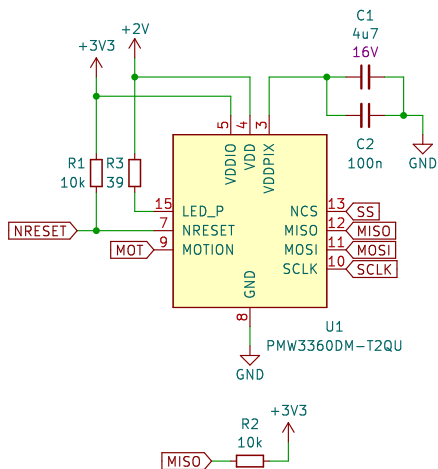 C1
4u7
16V
+2V
+3V3
C2
100n
GND
5
4
3
VDDIO
VDD
VDDPIX
R1
10k
R3
39
15
LED_P
NCS
13
SS
NRESET
7
NRESET
MISO
12
MISO
MOT
9
MOTION
MOSI
11
MOSI
SCLK
10
SCLK
GND
8
U1
PMW3360DM-T2QU
GND
+3V3
R2
10k
MISO